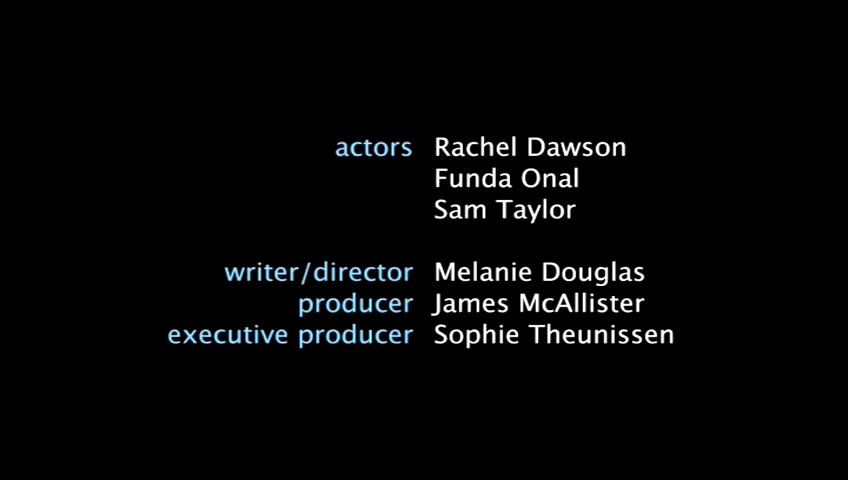 actors Rachel Dawson
Funda Onal
Sam Taylor
writer/director Melanie Douglas
producer James McAllister
executive producer Sophie Theunissen